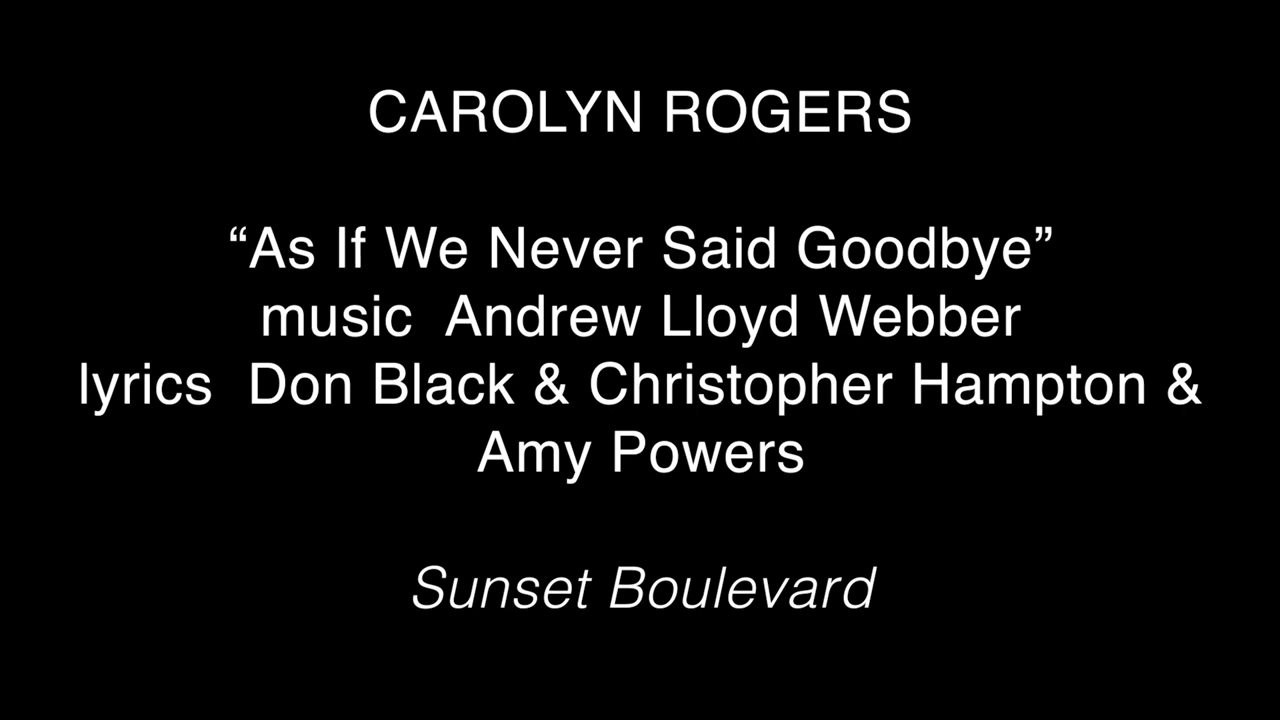 CAROLYN ROGERS
“As If We Never Said Goodbye”
music  Andrew Lloyd Webber
lyrics  Don Black & Christopher Hampton &
Amy Powers
Sunset Boulevard